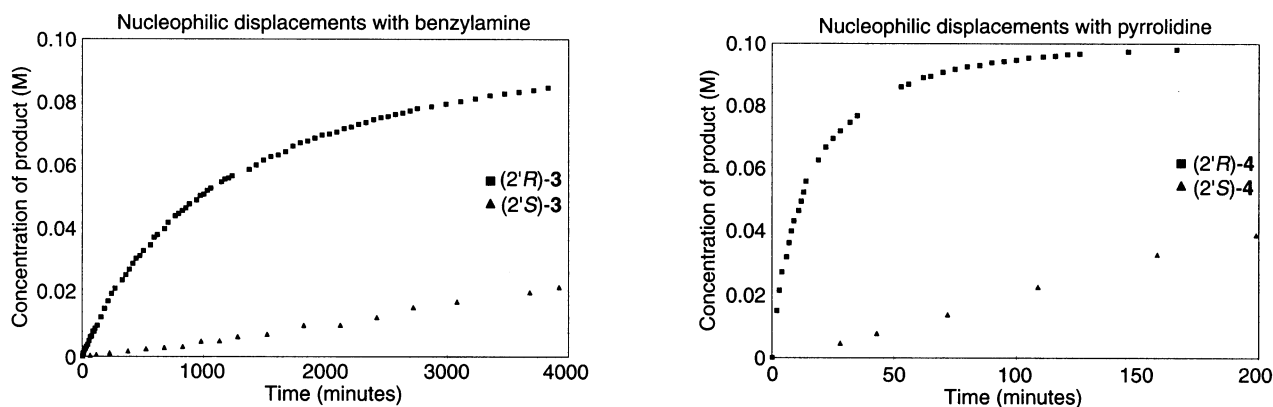 Nucleophilic displacements with benzylamine
Concentration of product (M)
0.10
0.08
0.06
0.04
0.02
0
0 1000 2000 3000 4000
Time (minutes)
(2'R)-3
(2'S)-3
Nucleophilic displacements with pyrrolidine
Concentration of product (M)
0.10
0.08
0.06
0.04
0.02
0
0 50 100 150 200
Time (minutes)
(2'R)-4
(2'S)-4